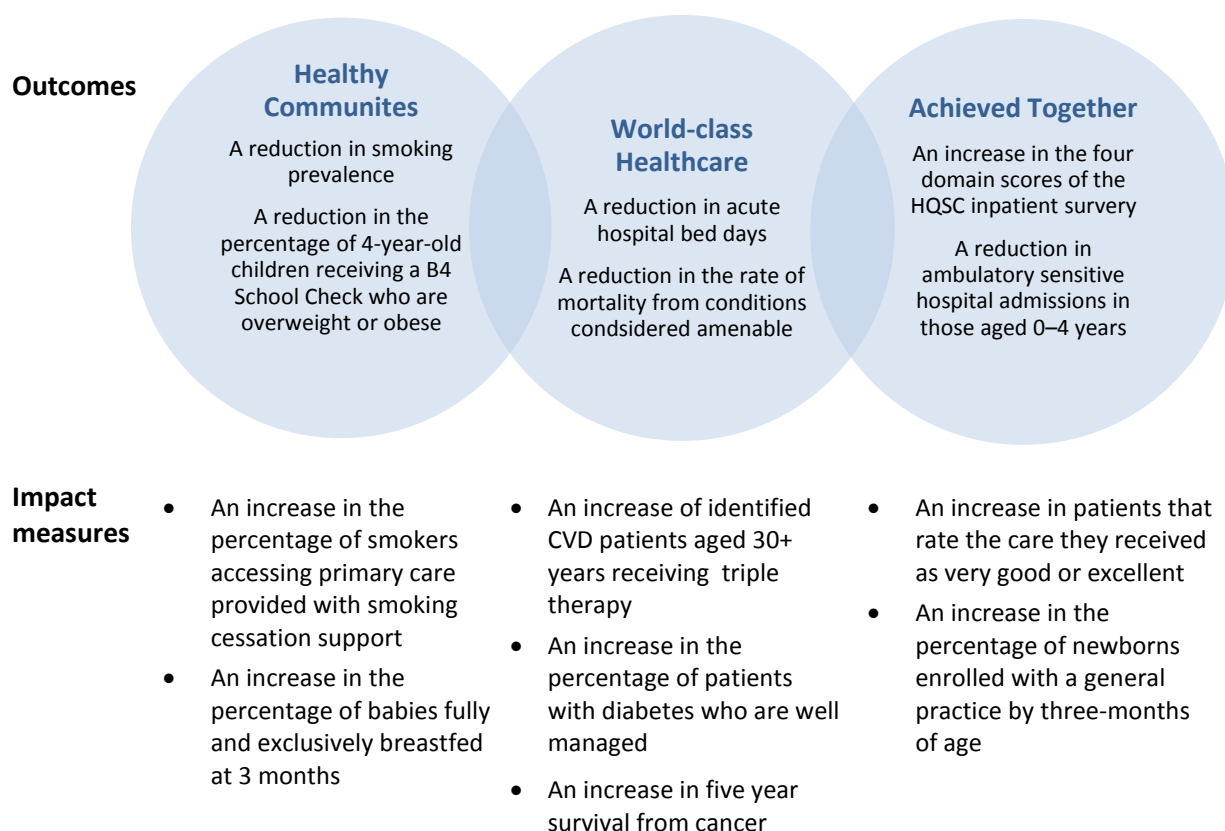 Outcomes
Healthy
Communites
A reduction in smoking
prevalence
A reduction in the
percentage of 4-year-old
children receiving a B4
School Check who are
overweight or obese
World-class
Healthcare
A reduction in acute
hospital bed days
A reduction in the rate of
mortality from conditions
condsidered amenable
Achieved Together
An increase in the four
domain scores of the
HQSC inpatient survery
A reduction in
ambulatory sensitive
hospital admissions in
those aged 0–4 years
Impact
measures
• An increase in the
percentage of smokers
accessing primary care
provided with smoking
cessation support
• An increase in the
percentage of babies fully
and exclusively breastfed
at 3 months
• An increase of identified
CVD patients aged 30+
years receiving triple
therapy
• An increase in the
percentage of patients
with diabetes who are well
managed
• An increase in five year
survival from cancer
• An increase in patients that
rate the care they received
as very good or excellent
• An increase in the
percentage of newborns
enrolled with a general
practice by three-months
of age